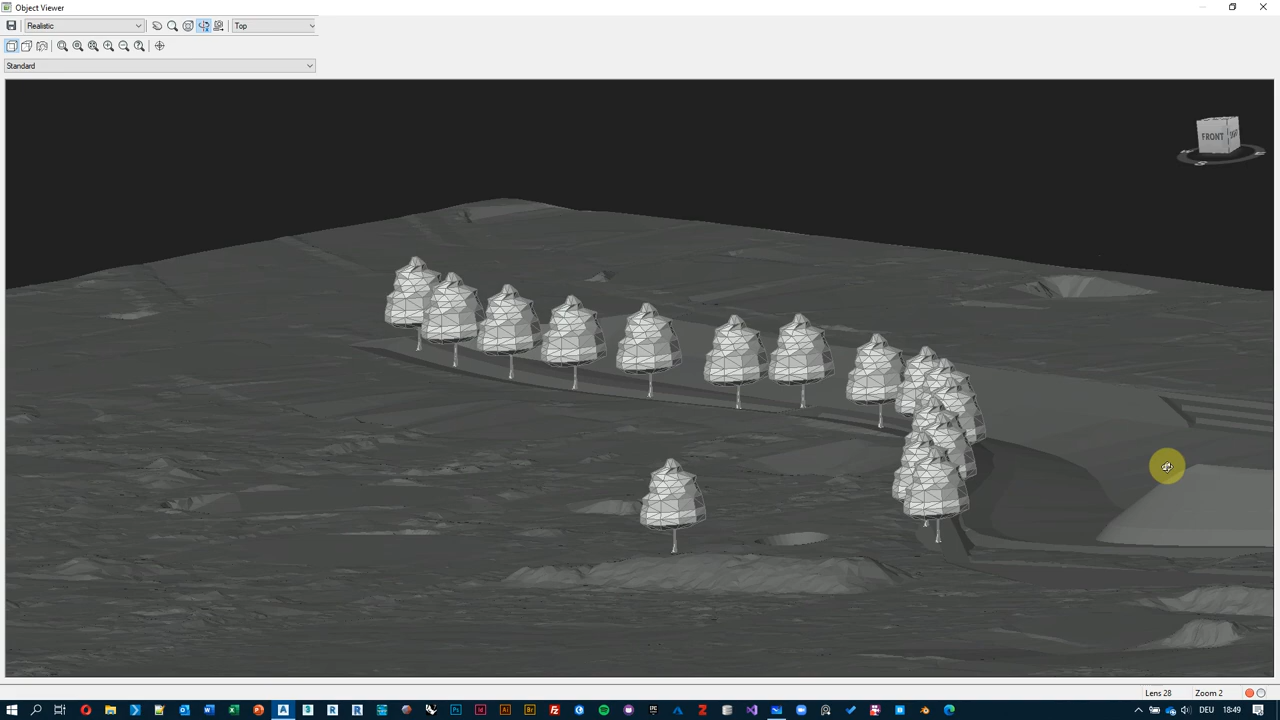 Object Viewer
Realistic
Top
Standard
FRONT
Lens 28
Zoom 2
DEU
18:49